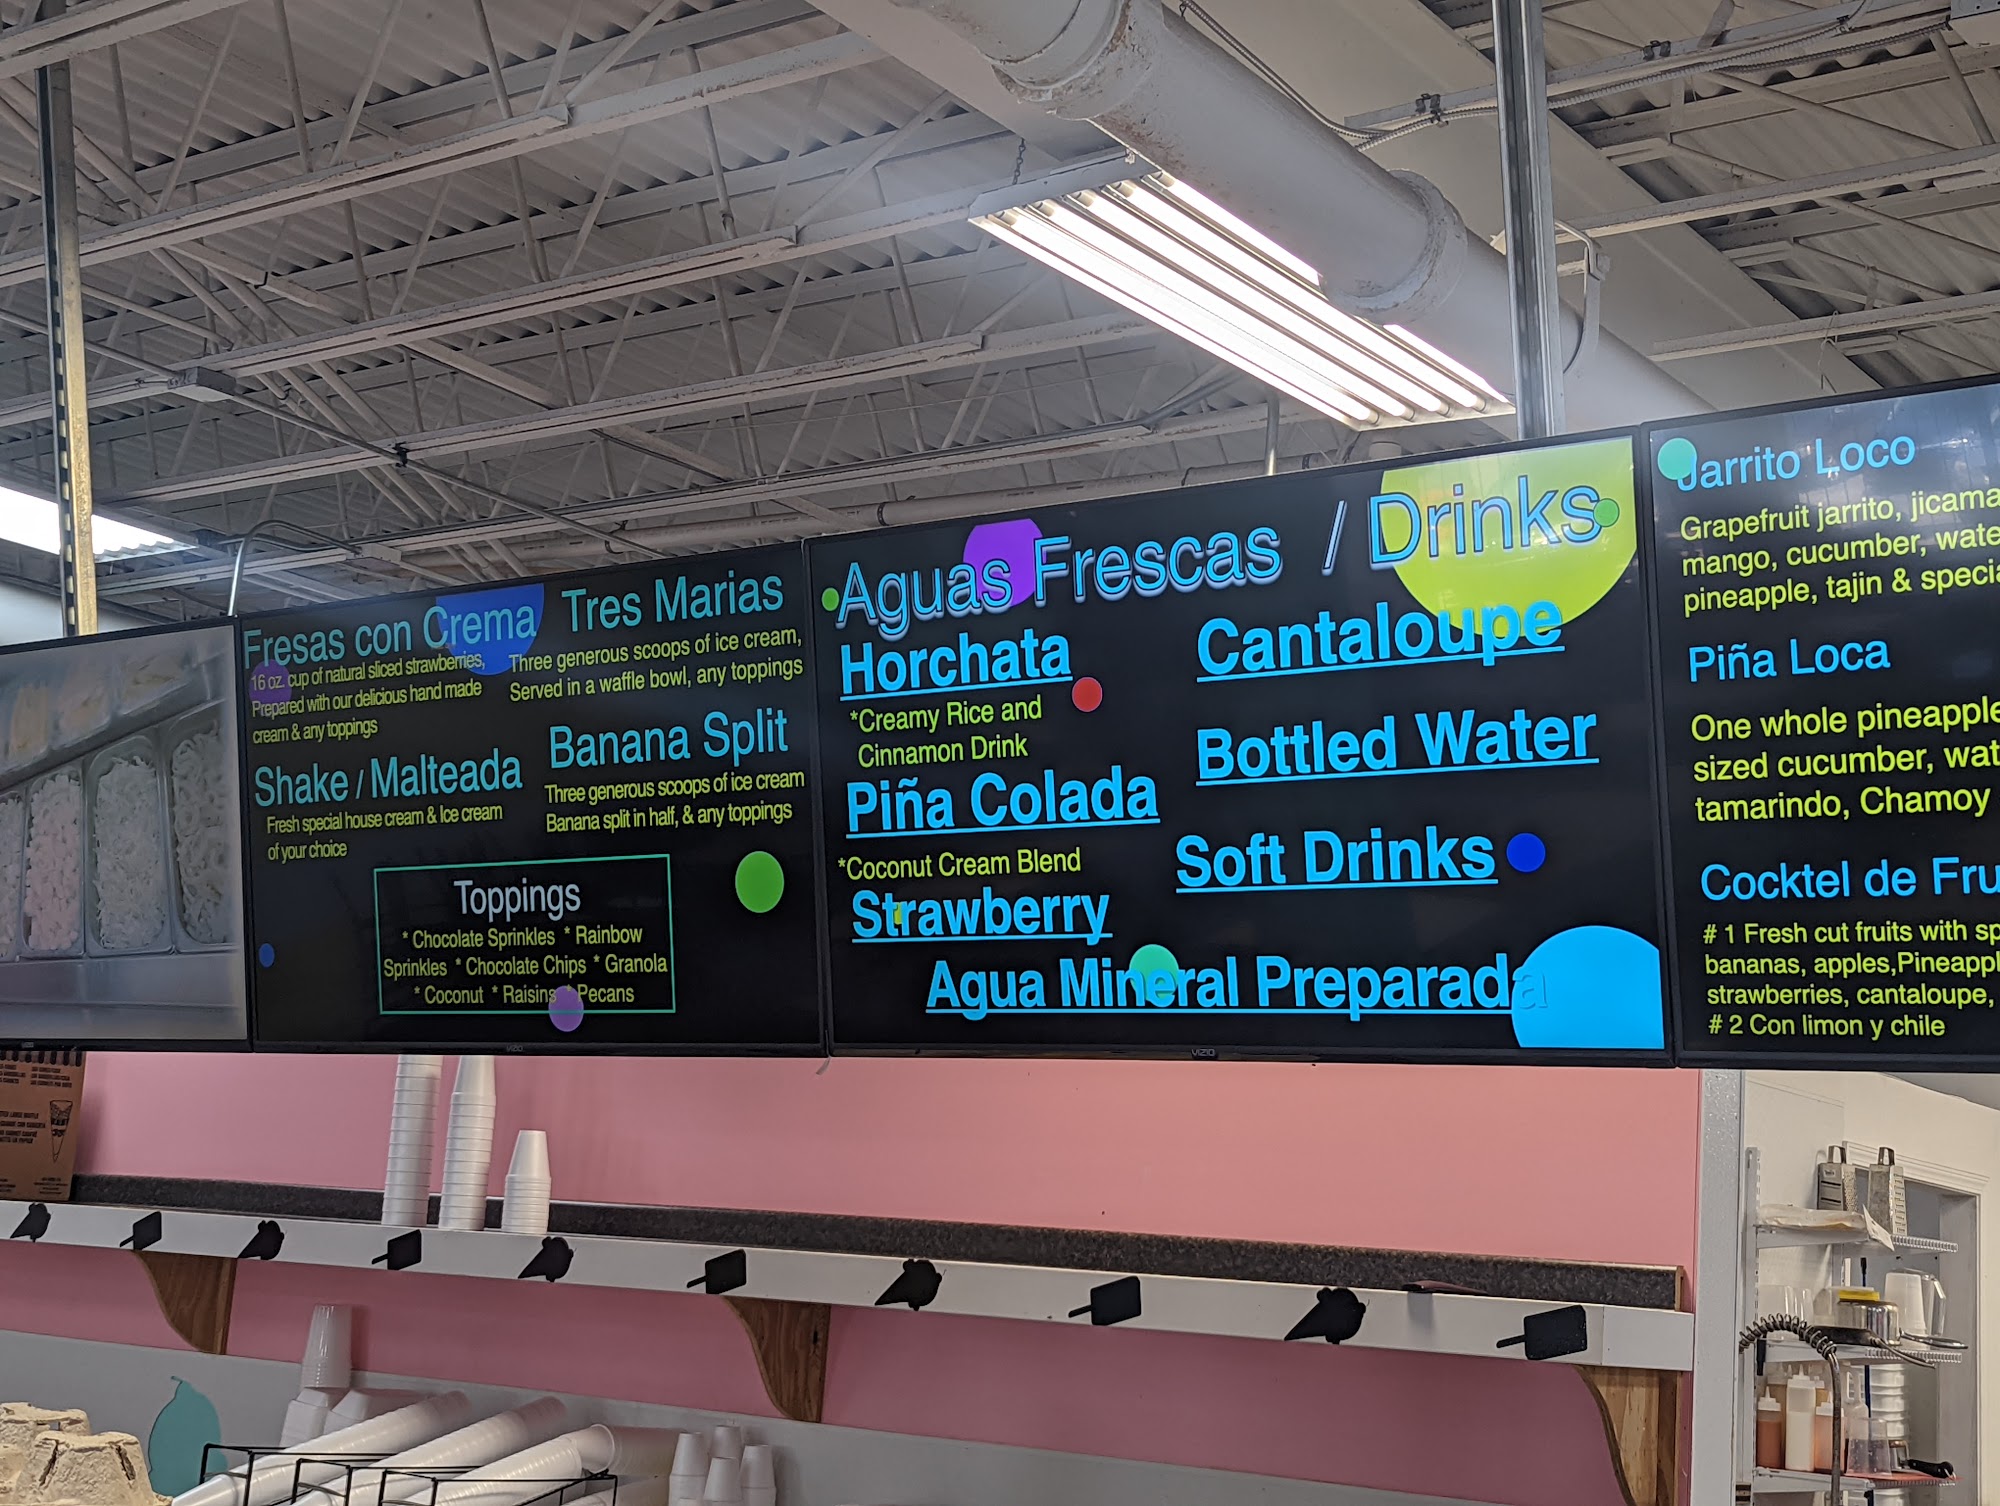 Fresas con Crema
16 oz. cup of natural sliced strawberries,
Prepared with our delicious hand made
cream & any toppings
Tres Marias
Three generous scoops of ice cream,
Served in a waffle bowl, any toppings
Shake / Malteada
Fresh special house cream & Ice cream
of your choice
Banana Split
Three generous scoops of ice cream
Banana split in half, & any toppings
Toppings
* Chocolate Sprinkles * Rainbow
Sprinkles * Chocolate Chips * Granola
* Coconut * Raisins * Pecans
VIZIO
Aguas Frescas / Drinks
Horchata
*Creamy Rice and
Cinnamon Drink
Piña Colada
*Coconut Cream Blend
Strawberry
Cantaloupe
Bottled Water
Soft Drinks
Agua Mineral Preparada
VIZIO
Jarrito Loco
Grapefruit jarrito, jicama
mango, cucumber, wate
pineapple, tajin & specia
Piña Loca
One whole pineapple
sized cucumber, wat
tamarindo, Chamoy
Cocktel de Fru
# 1 Fresh cut fruits with sp
bananas, apples,Pineappl
strawberries, cantaloupe,
# 2 Con limon y chile